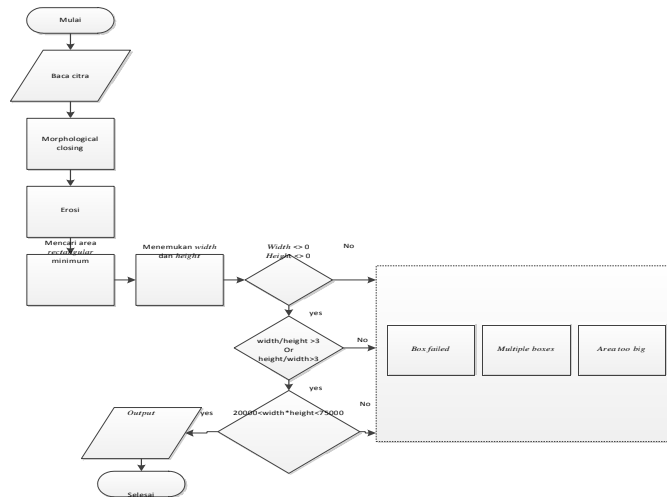 Mulai
Baca citra
Morphological
closing
Erosi
Mencari area
rectangular
minimum
Menemukan width
dan height
Width <> 0
Height <> 0
No
yes
width/height >3
Or
height/width>3
No
yes
Box failed
Multiple boxes
Area too big
No
20000<width*height<75000
yes
Output
Selesai